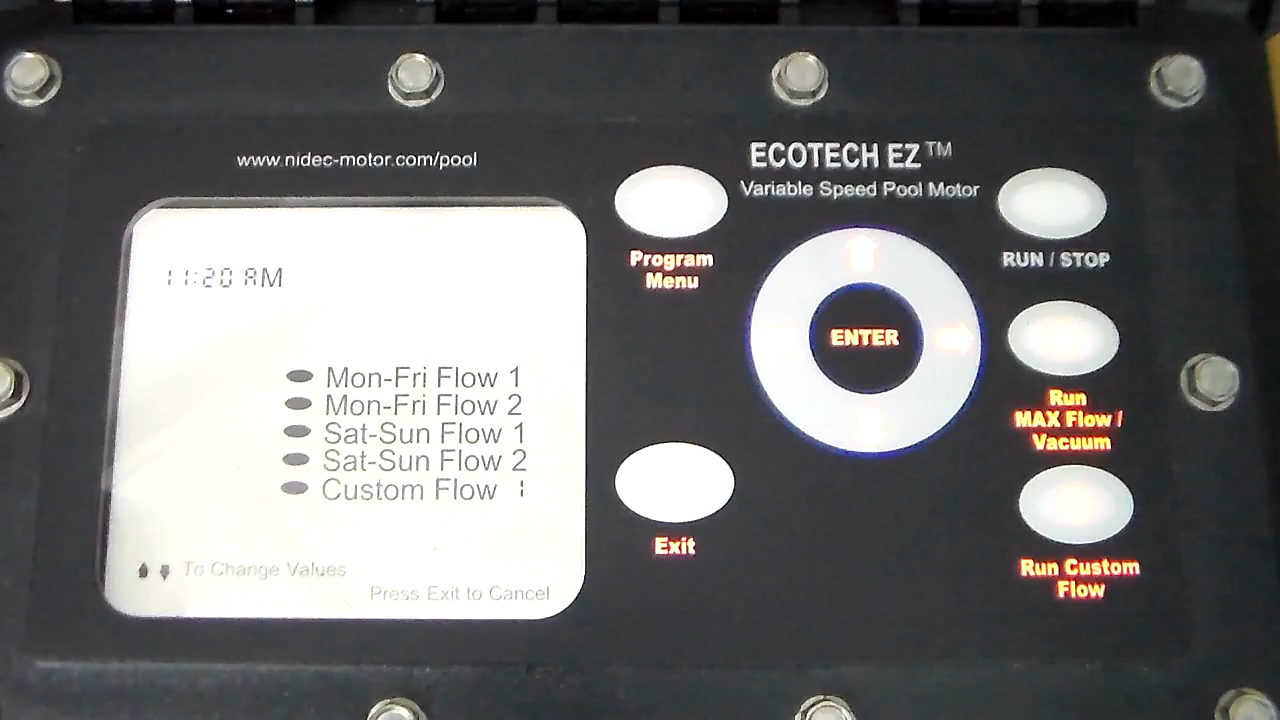 www.nidec-motor.com/pool
ECOTECH EZ™
Variable Speed Pool Motor
11:20 AM
Mon-Fri Flow 1
Mon-Fri Flow 2
Sat-Sun Flow 1
Sat-Sun Flow 2
Custom Flow 1
To Change Values
Press Exit to Cancel
Program
Menu
ENTER
Exit
RUN / STOP
Run
MAX Flow /
Vacuum
Run Custom
Flow